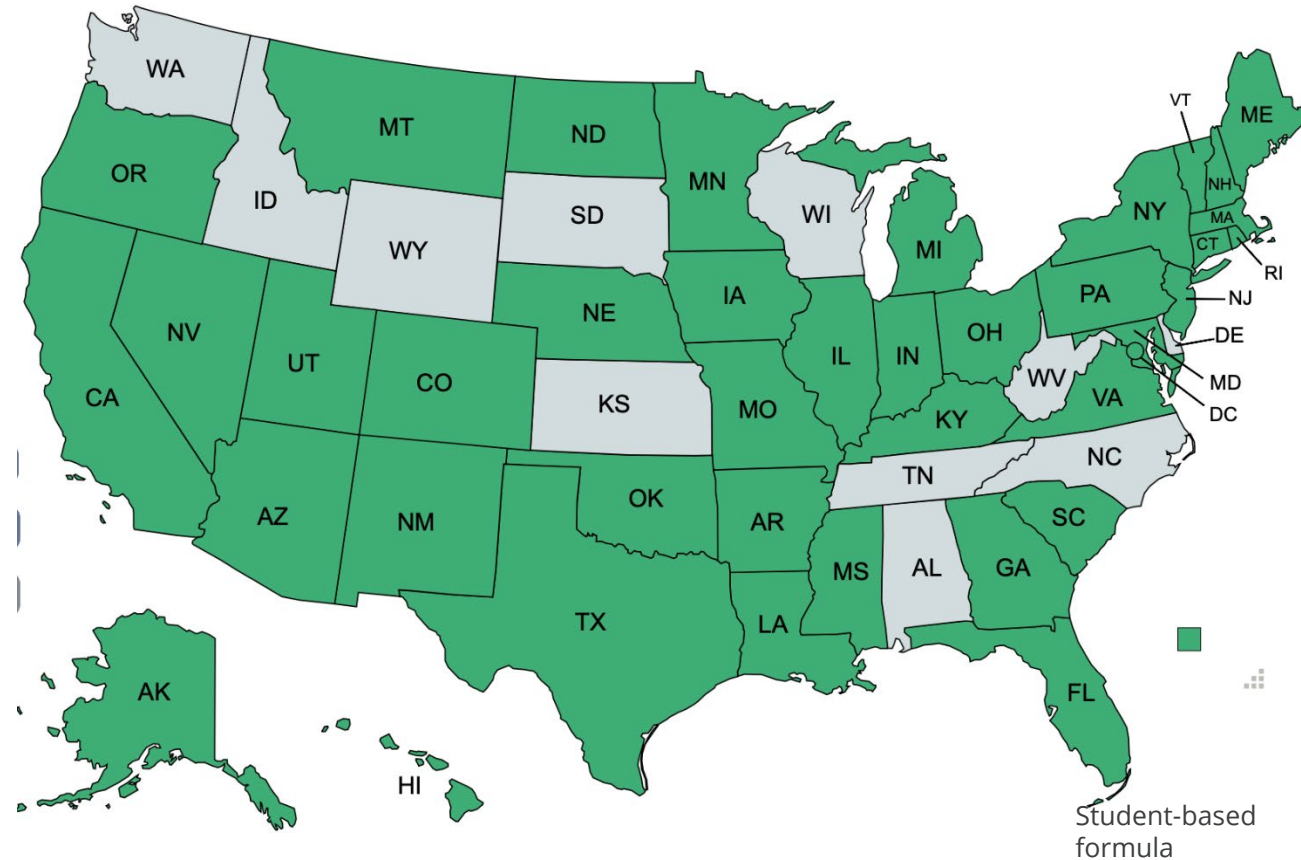 WA
VT
ME
MT
ND
OR
MN
NH
ID
SD
WI
NY
MA
WY
MI
CT
RI
IA
PA
NJ
NE
OH
NV
DE
IL
IN
UT
CO
WV
MD
CA
KS
MO
VA
KY
DC
TN
NC
OK
AZ
NM
AR
SC
MS
AL
GA
TX
LA
AK
FL
HI
Student-based
formula